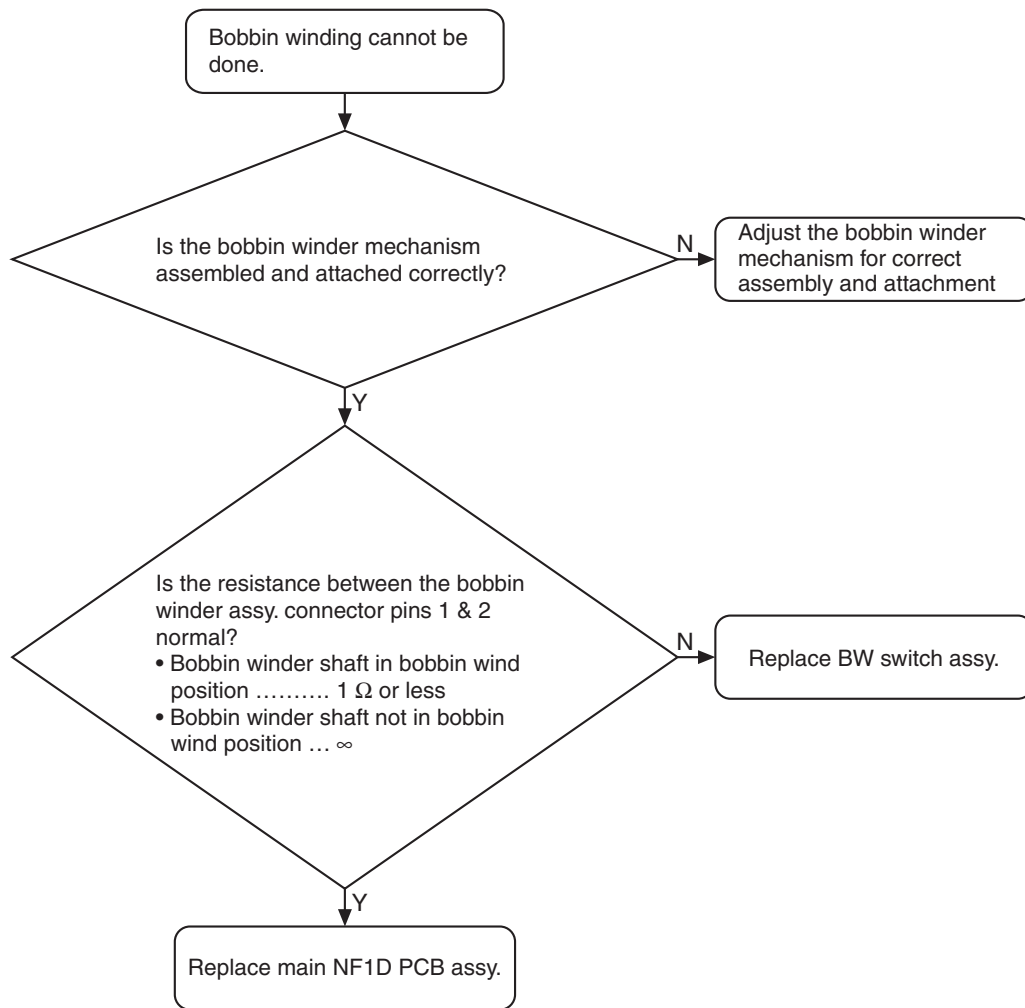 Bobbin winding cannot be
done.
Is the bobbin winder mechanism
assembled and attached correctly?
N
Adjust the bobbin winder
mechanism for correct
assembly and attachment
Y
Is the resistance between the bobbin
winder assy. connector pins 1 & 2
normal?
• Bobbin winder shaft in bobbin wind
position ………. 1 Ω or less
• Bobbin winder shaft not in bobbin
wind position … ∞
N
Replace BW switch assy.
Y
Replace main NF1D PCB assy.